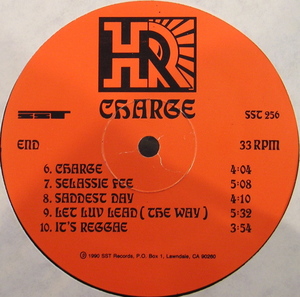 HR
CHARGE
SST SST 256
END 33 RPM
6. CHARGE 4:04
7. SELASSIE FEE 5:08
8. SADDEST DAY 4:10
9. LET LUV LEAD ( THE WAY ) 5:32
10. IT'S REGGAE 3:54
Ⓟ 1990 SST Records, P.O. Box 1, Lawndale, CA 90260